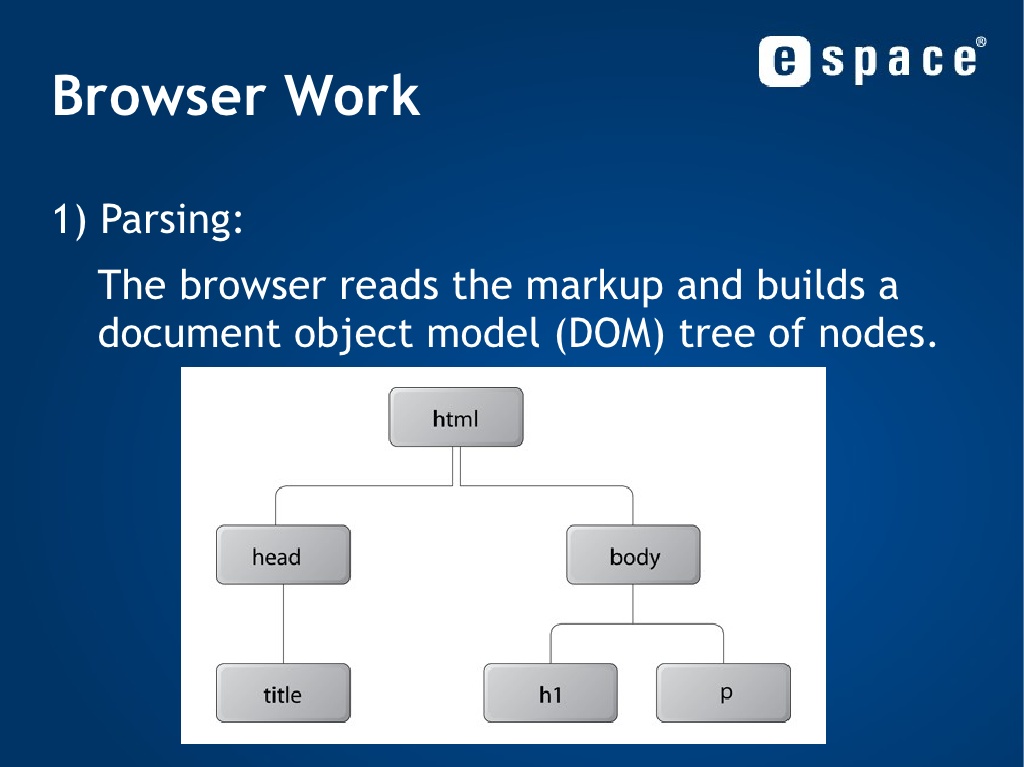 e space®
Browser Work
1) Parsing:
The browser reads the markup and builds a
document object model (DOM) tree of nodes.
html
head
body
title
h1
p